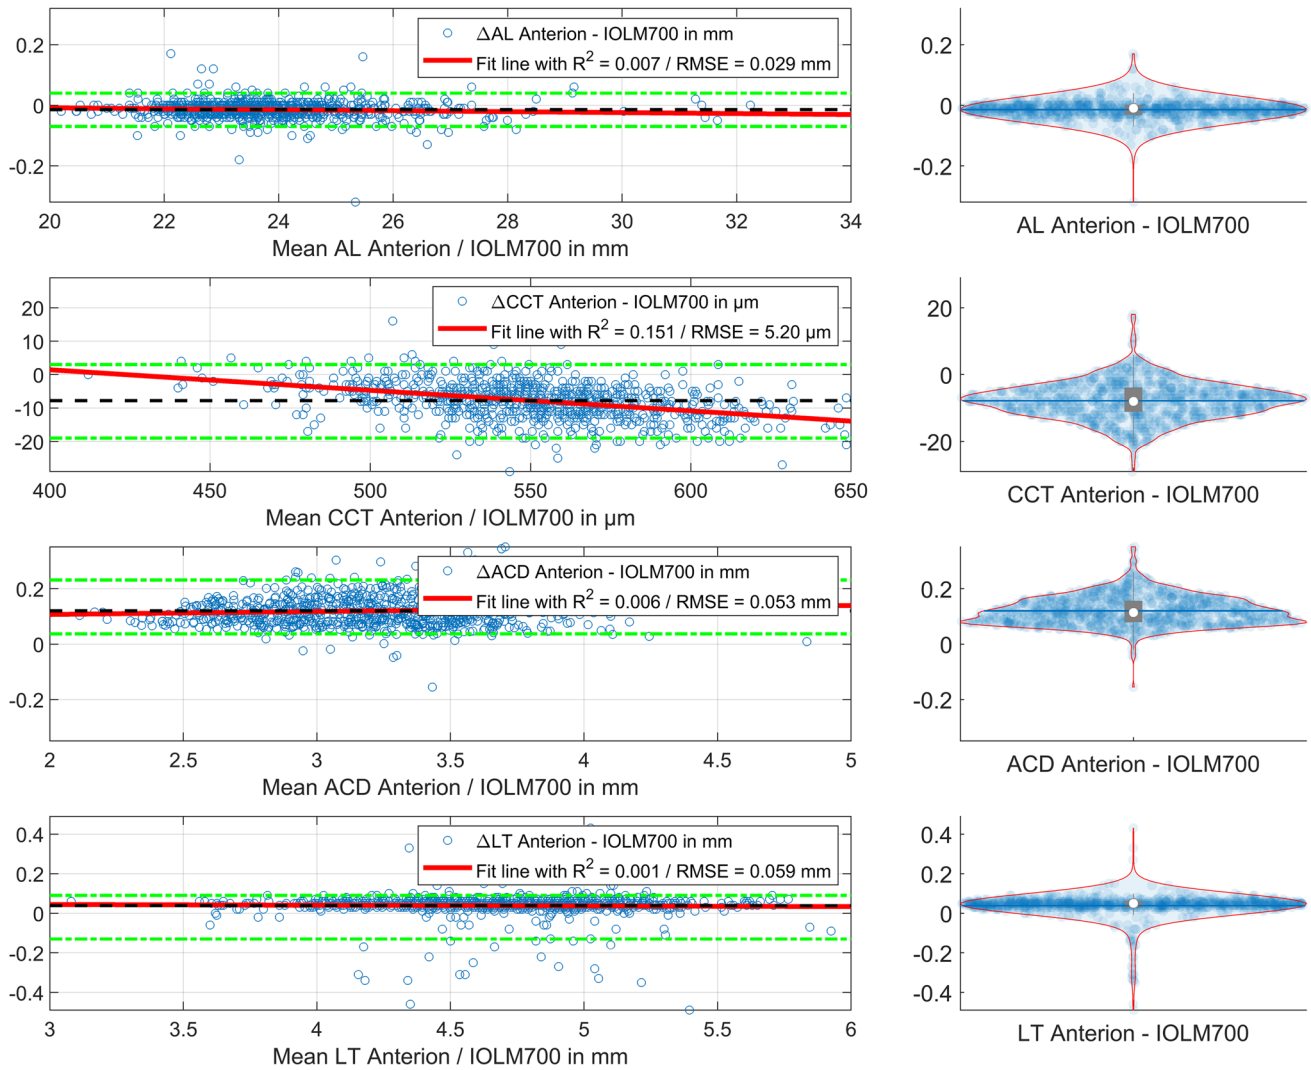 0.2
0
-0.2
ΔAL Anterion - IOLM700 in mm
Fit line with R² = 0.007 / RMSE = 0.029 mm
20 22 24 26 28 30 32 34
Mean AL Anterion / IOLM700 in mm
0.2
0
-0.2
AL Anterion - IOLM700
20
10
0
-10
-20
ΔCCT Anterion - IOLM700 in µm
Fit line with R² = 0.151 / RMSE = 5.20 µm
400 450 500 550 600 650
Mean CCT Anterion / IOLM700 in µm
20
0
-20
CCT Anterion - IOLM700
0.2
0
-0.2
ΔACD Anterion - IOLM700 in mm
Fit line with R² = 0.006 / RMSE = 0.053 mm
2 2.5 3 3.5 4 4.5 5
Mean ACD Anterion / IOLM700 in mm
0.2
0
-0.2
ACD Anterion - IOLM700
0.4
0.2
0
-0.2
-0.4
ΔLT Anterion - IOLM700 in mm
Fit line with R² = 0.001 / RMSE = 0.059 mm
3 3.5 4 4.5 5 5.5 6
Mean LT Anterion / IOLM700 in mm
0.4
0.2
0
-0.2
-0.4
LT Anterion - IOLM700